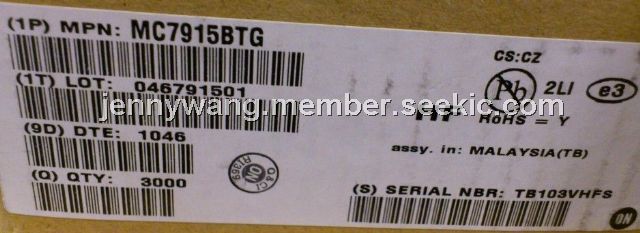 (1P) MPN: MC7915BTG
CS:CZ
(1T) LOT: 046791501
Pb 2LI e3
jennywang.member.seekic.com
RoHS = Y
(9D) DTE: 1046
assy. in: MALAYSIA(TB)
(Q) QTY: 3000
(S) SERIAL NBR: TB103VHFS
ON